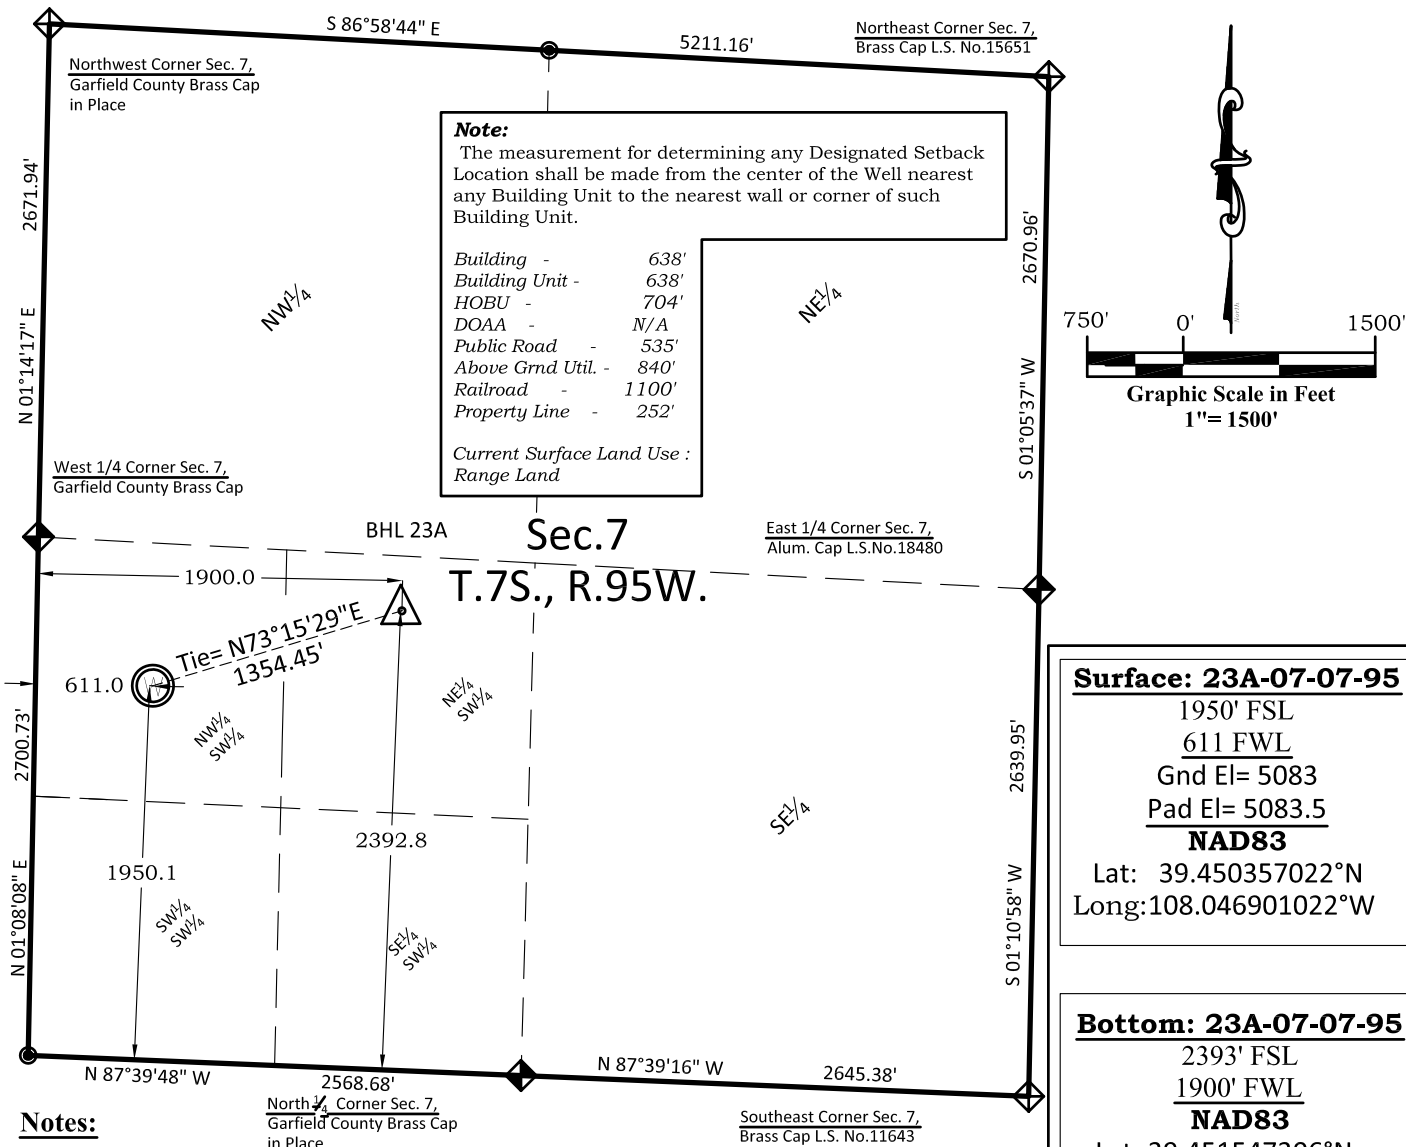 S 86°58'44" E
5211.16'
Northeast Corner Sec. 7,
Brass Cap L.S. No.15651
Northwest Corner Sec. 7,
Garfield County Brass Cap
in Place
Note:
The measurement for determining any Designated Setback
Location shall be made from the center of the Well nearest
any Building Unit to the nearest wall or corner of such
Building Unit.
Building - 638'
Building Unit - 638'
HOBU - 704'
DOAA - N/A
Public Road - 535'
Above Grnd Util. - 840'
Railroad - 1100'
Property Line - 252'
Current Surface Land Use :
Range Land
2671.94'
N 01°14'17" E
NW¼
NE¼
2670.96'
S 01°05'37" W
North
750' 0' 1500'
Graphic Scale in Feet
1"= 1500'
West 1/4 Corner Sec. 7,
Garfield County Brass Cap
BHL 23A
Sec.7
T.7S., R.95W.
East 1/4 Corner Sec. 7,
Alum. Cap L.S.No.18480
1900.0
Tie= N73°15'29"E
1354.45'
611.0
NW¼
SW¼
NE¼
SW¼
2700.73'
N 01°08'08" E
1950.1
2392.8
SW¼
SW¼
SE¼
SW¼
SE¼
2639.95'
S 01°10'58" W
Surface: 23A-07-07-95
1950' FSL
611 FWL
Gnd El= 5083
Pad El= 5083.5
NAD83
Lat: 39.450357022°N
Long:108.046901022°W
Bottom: 23A-07-07-95
2393' FSL
1900' FWL
NAD83
N 87°39'48" W
2568.68'
N 87°39'16" W
2645.38'
Notes:
North ¼ Corner Sec. 7,
Garfield County Brass Cap
in Place
Southeast Corner Sec. 7,
Brass Cap L.S. No.11643